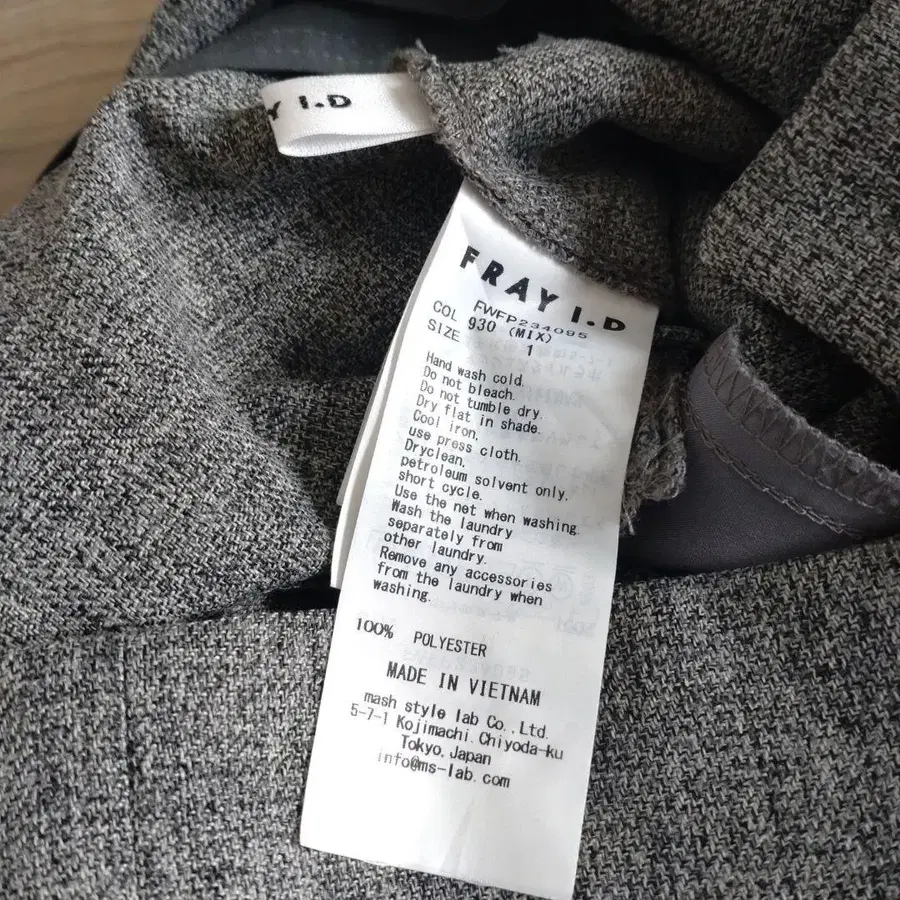 Y I.D
FRAY I.D
FWFP234095
COL 930 (MIX)
SIZE 1
Hand wash cold.
Do not bleach.
Do not tumble dry.
Dry flat in shade.
Cool iron,
use press cloth.
Dryclean,
petroleum solvent only,
short cycle.
Use the net when washing.
Wash the laundry
separately from
other laundry.
Remove any accessories
from the laundry when
washing.
100% POLYESTER
MADE IN VIETNAM
mash style lab Co.,Ltd.
5-7-1 Kojimachi,Chiyoda-ku
Tokyo,Japan
info@ms-lab.com